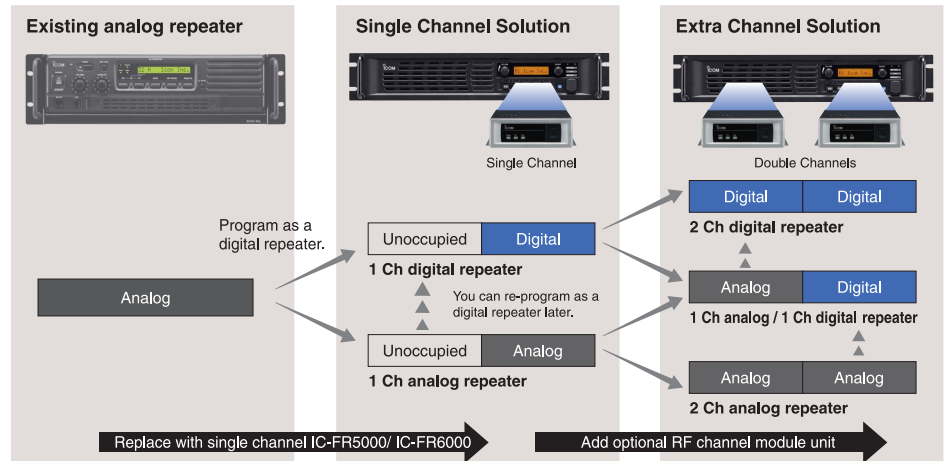 Existing analog repeater
Single Channel Solution
Extra Channel Solution
ICOM
ICOM
ICOM
Single Channel
Double Channels
Program as a
digital repeater.
Analog
Unoccupied Digital
1 Ch digital repeater
You can re-program as a
digital repeater later.
Unoccupied Analog
1 Ch analog repeater
Digital Digital
2 Ch digital repeater
Analog Digital
1 Ch analog / 1 Ch digital repeater
Analog Analog
2 Ch analog repeater
Replace with single channel IC-FR5000/ IC-FR6000
Add optional RF channel module unit